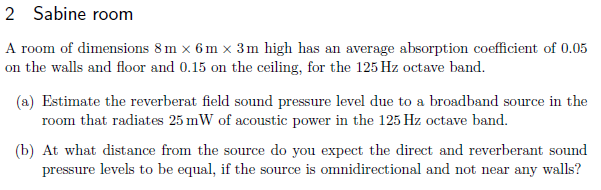 2 Sabine room
A room of dimensions 8 m × 6 m × 3 m high has an average absorption coefficient of 0.05
on the walls and floor and 0.15 on the ceiling, for the 125 Hz octave band.
(a) Estimate the reverberat field sound pressure level due to a broadband source in the
room that radiates 25 mW of acoustic power in the 125 Hz octave band.
(b) At what distance from the source do you expect the direct and reverberant sound
pressure levels to be equal, if the source is omnidirectional and not near any walls?